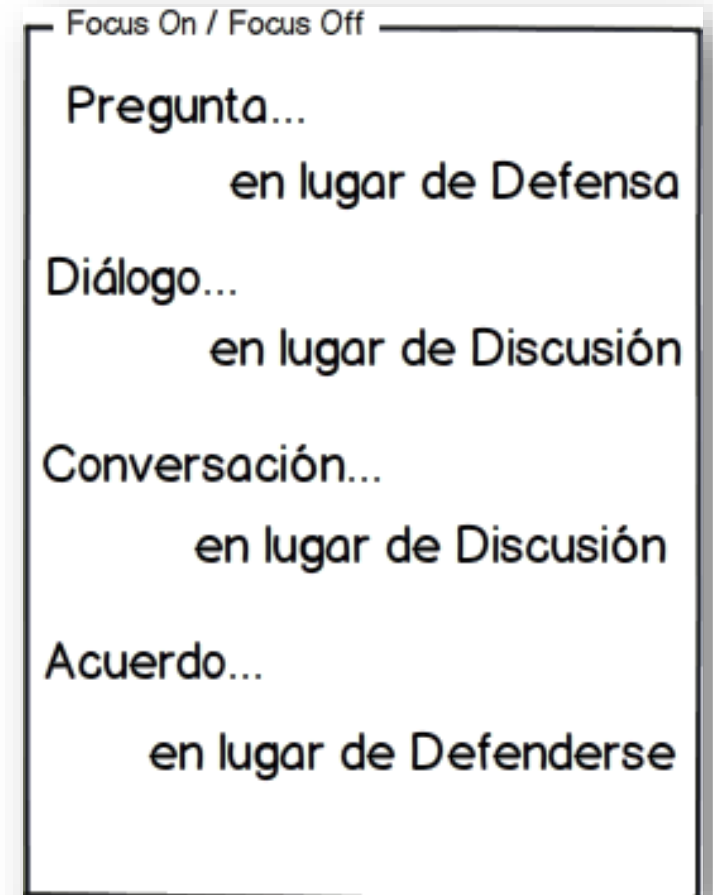 Focus On / Focus Off
Pregunta...
en lugar de Defensa
Diálogo...
en lugar de Discusión
Conversación...
en lugar de Discusión
Acuerdo...
en lugar de Defenderse